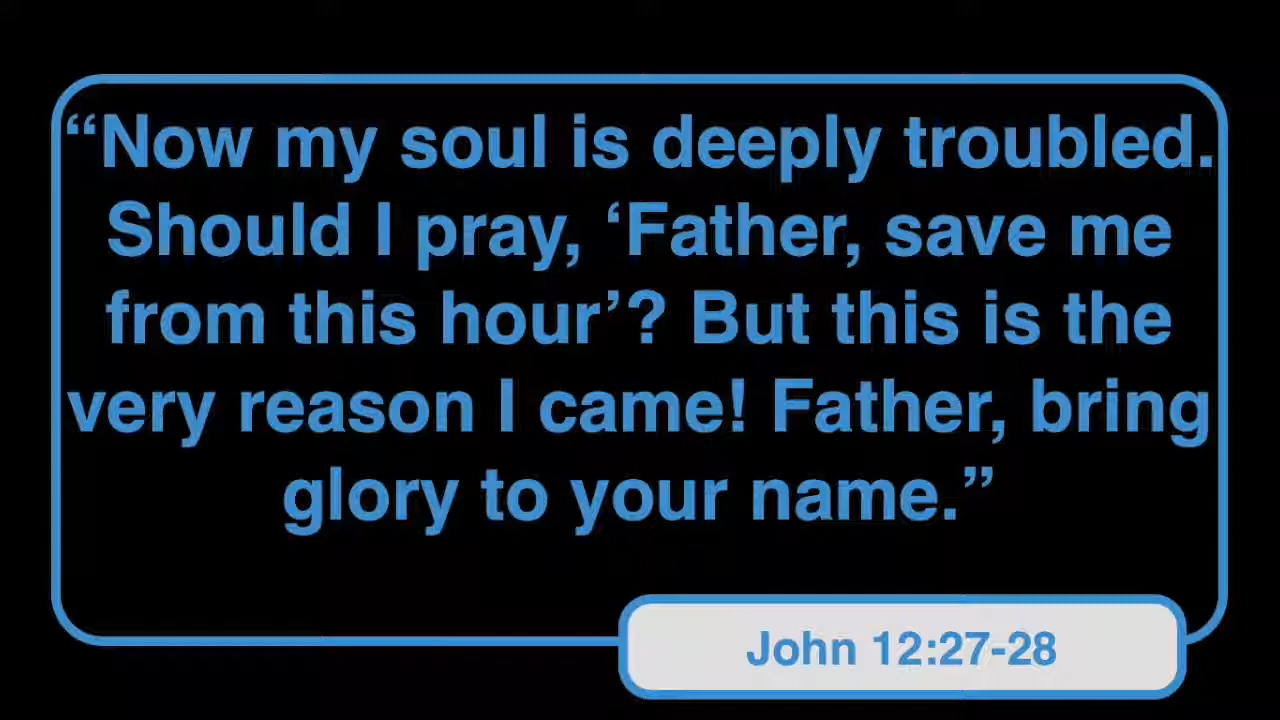 “Now my soul is deeply troubled.
Should I pray, ‘Father, save me
from this hour’? But this is the
very reason I came! Father, bring
glory to your name.”
John 12:27-28